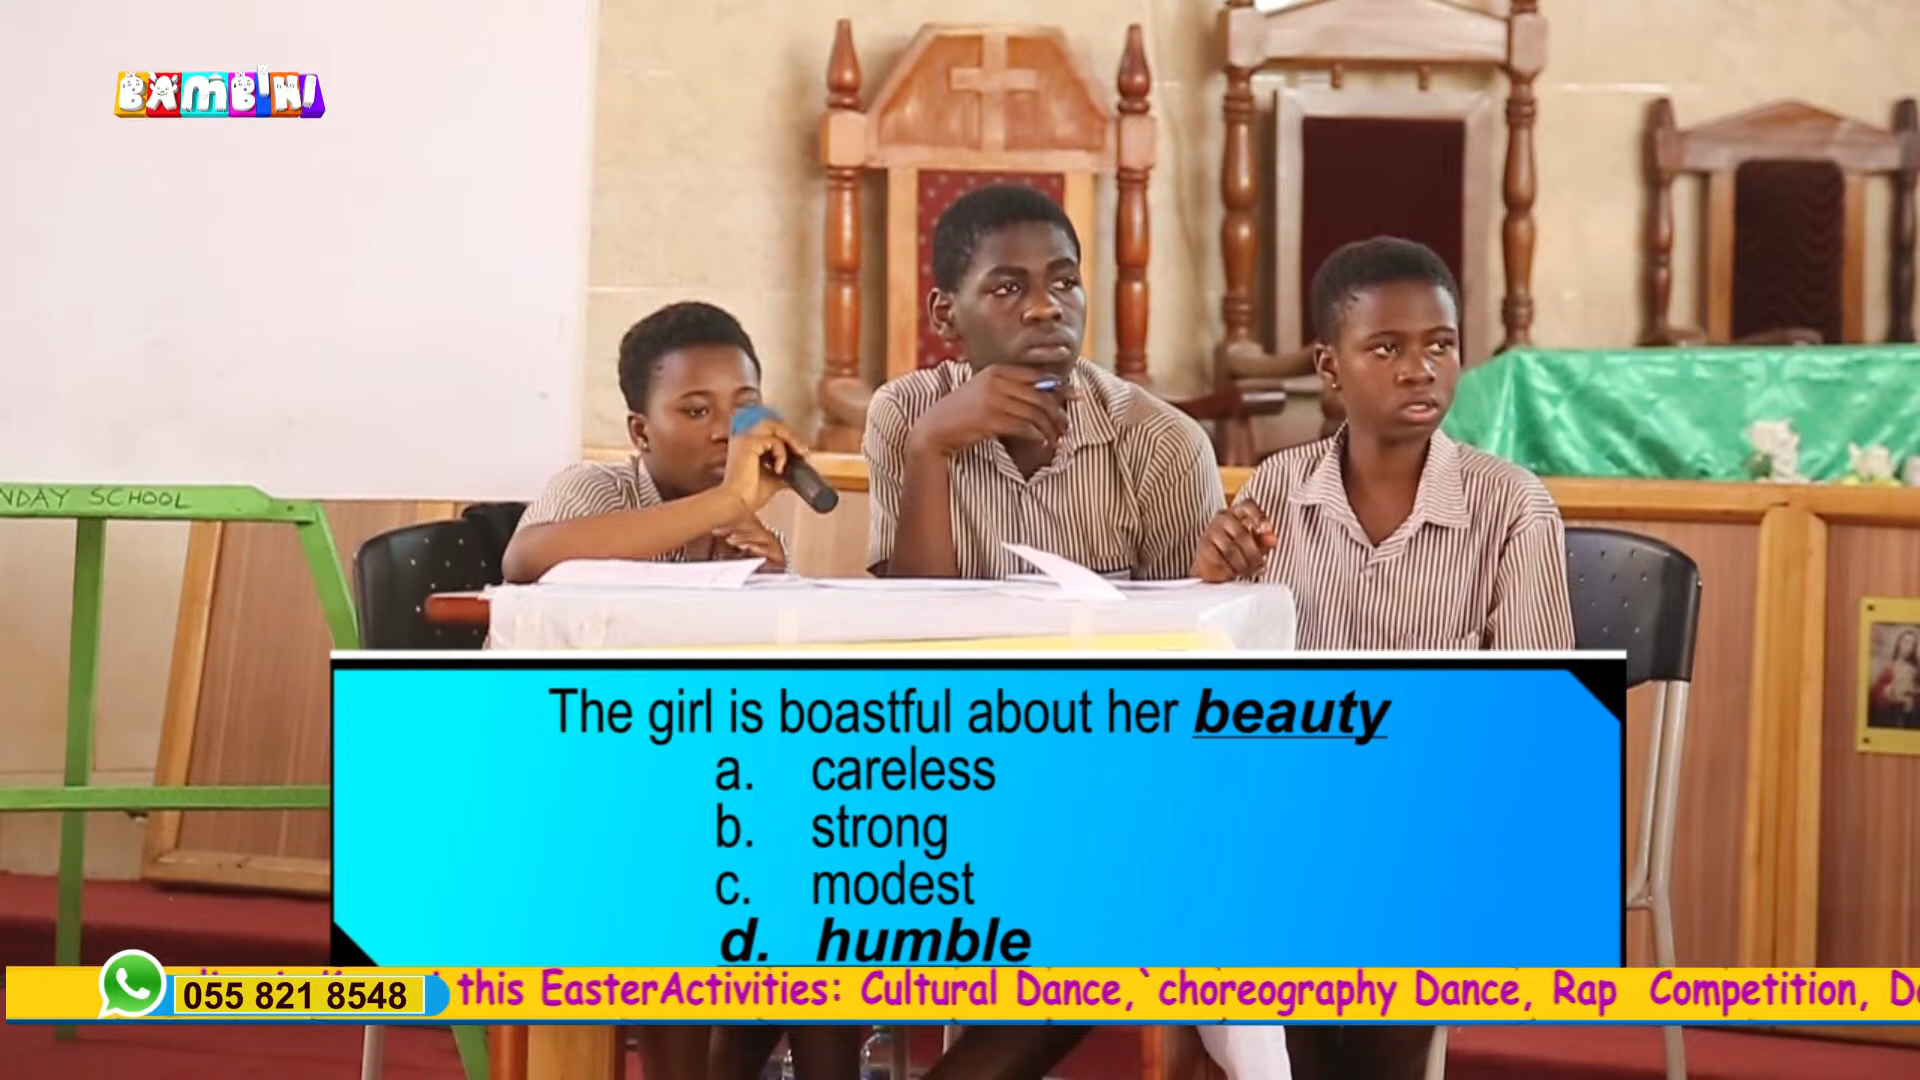 BAMBINI
NDAY SCHOOL
The girl is boastful about her beauty
a. careless
b. strong
c. modest
d. humble
055 821 8548
this EasterActivities: Cultural Dance,`choreography Dance, Rap Competition,